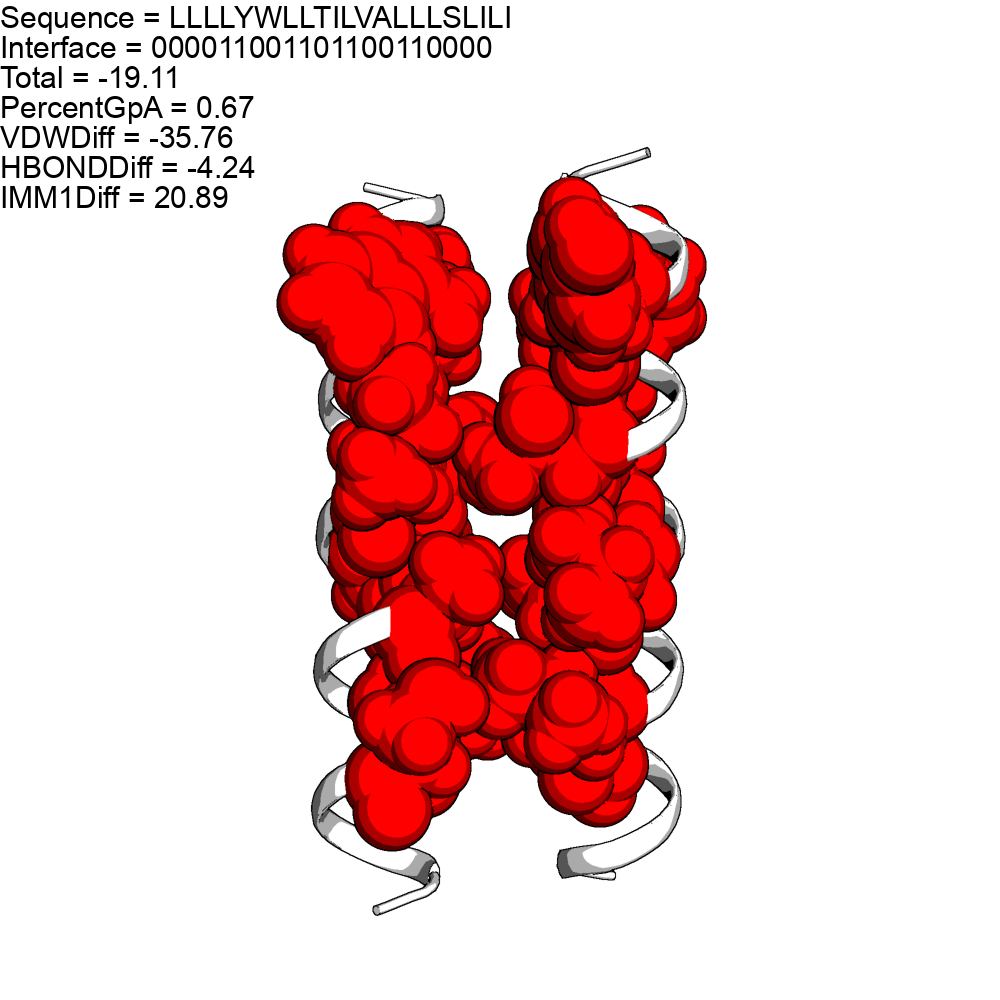 Sequence = LLLLYWLLTILVALLLSLILI
Interface = 000011001101100110000
Total = -19.11
PercentGpA = 0.67
VDWDiff = -35.76
HBONDDiff = -4.24
IMM1Diff = 20.89